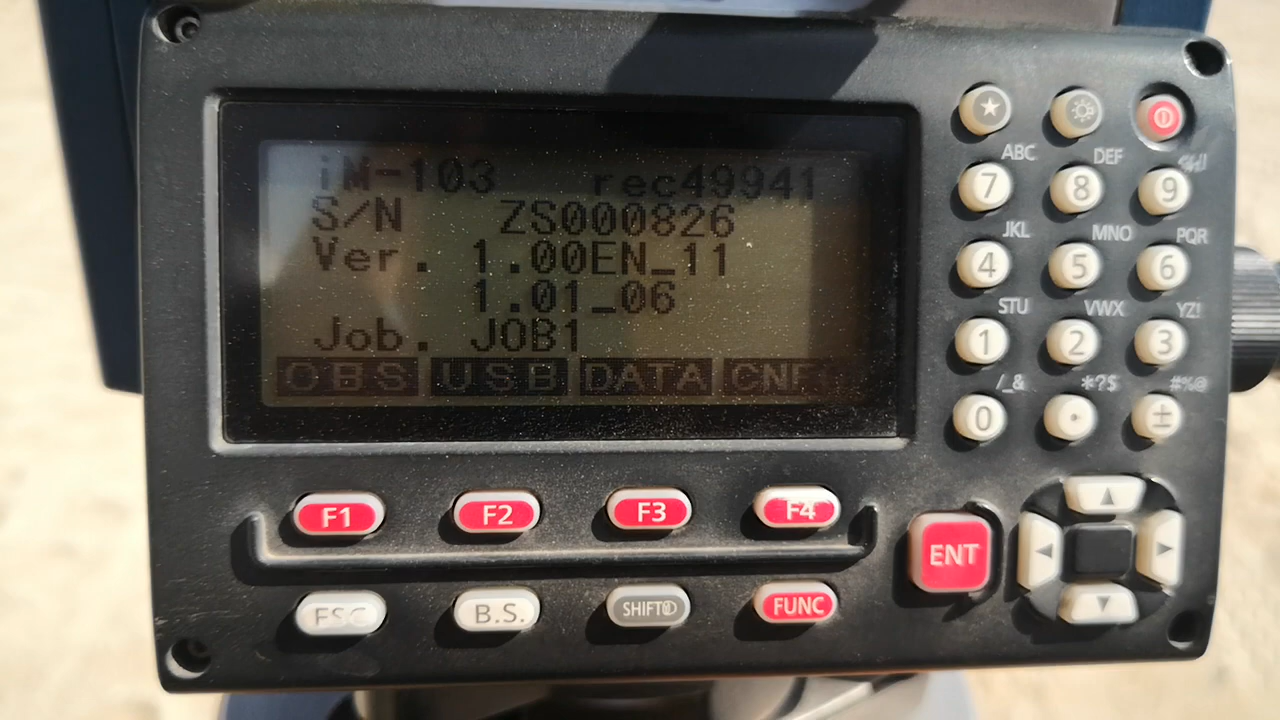 iM-103 rec49941
S/N ZS000826
Ver. 1.00EN_11
1.01_06
Job. JOB1
OBS USB DATA
ABC DEF
7 8 9
JKL MNO PQR
4 5 6
STU VWX YZ!
1 2 3
/_& *?$ #%@
0 • ±
F1 F2 F3 F4
ENT
ESC B.S. SHIFT FUNC